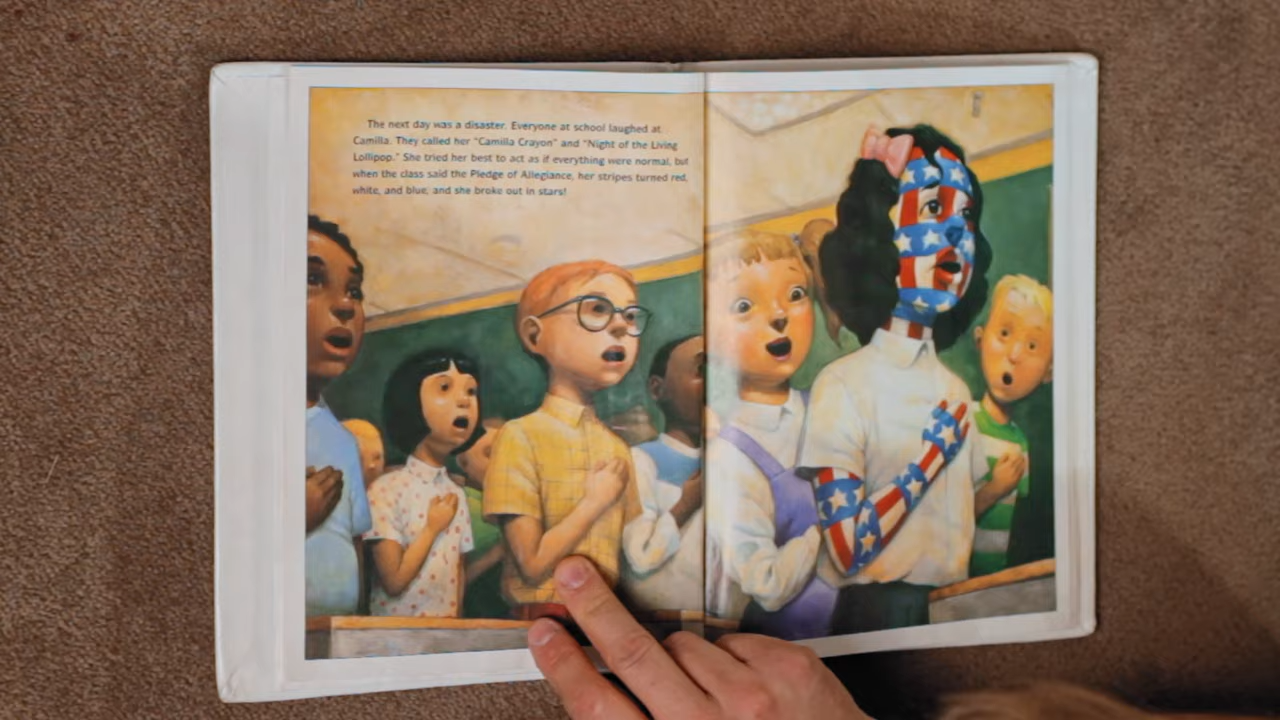 The next day was a disaster. Everyone at school laughed at
Camilla. They called her "Camilla Crayon" and "Night of the Living
Lollipop." She tried her best to act as if everything were normal, but
when the class said the Pledge of Allegiance, her stripes turned red,
white, and blue, and she broke out in stars!